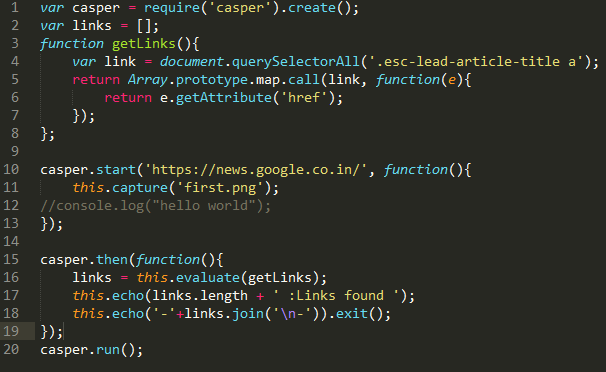 1 var casper = require('casper').create();
2 var links = [];
3 function getLinks(){
4 var link = document.querySelectorAll('.esc-lead-article-title a');
5 return Array.prototype.map.call(link, function(e){
6 return e.getAttribute('href');
7 });
8 };
9
10 casper.start('https://news.google.co.in/', function(){
11 this.capture('first.png');
12 //console.log("hello world");
13 });
14
15 casper.then(function(){
16 links = this.evaluate(getLinks);
17 this.echo(links.length + ' :Links found ');
18 this.echo('-'+links.join('\n-')).exit();
19 });
20 casper.run();